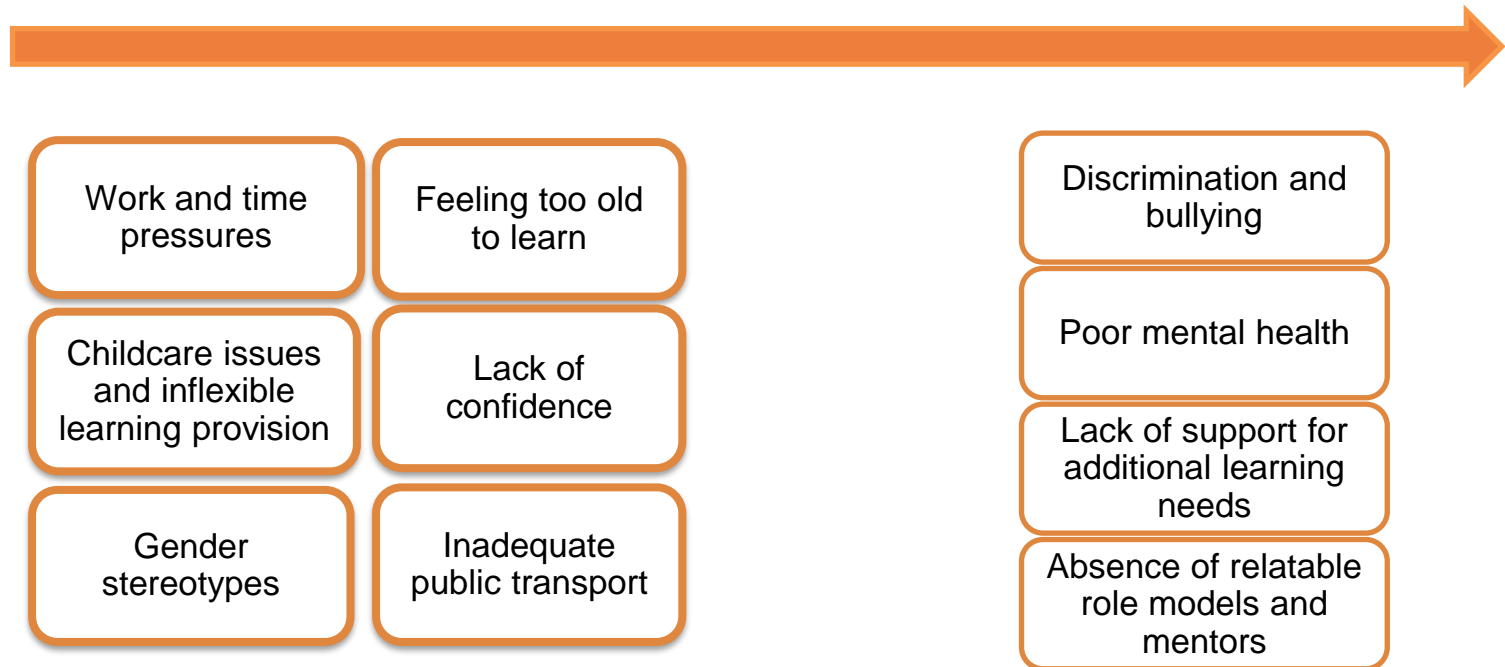 Work and time
pressures
Feeling too old
to learn
Childcare issues
and inflexible
learning provision
Lack of
confidence
Gender
stereotypes
Inadequate
public transport
Discrimination and
bullying
Poor mental health
Lack of support for
additional learning
needs
Absence of relatable
role models and
mentors